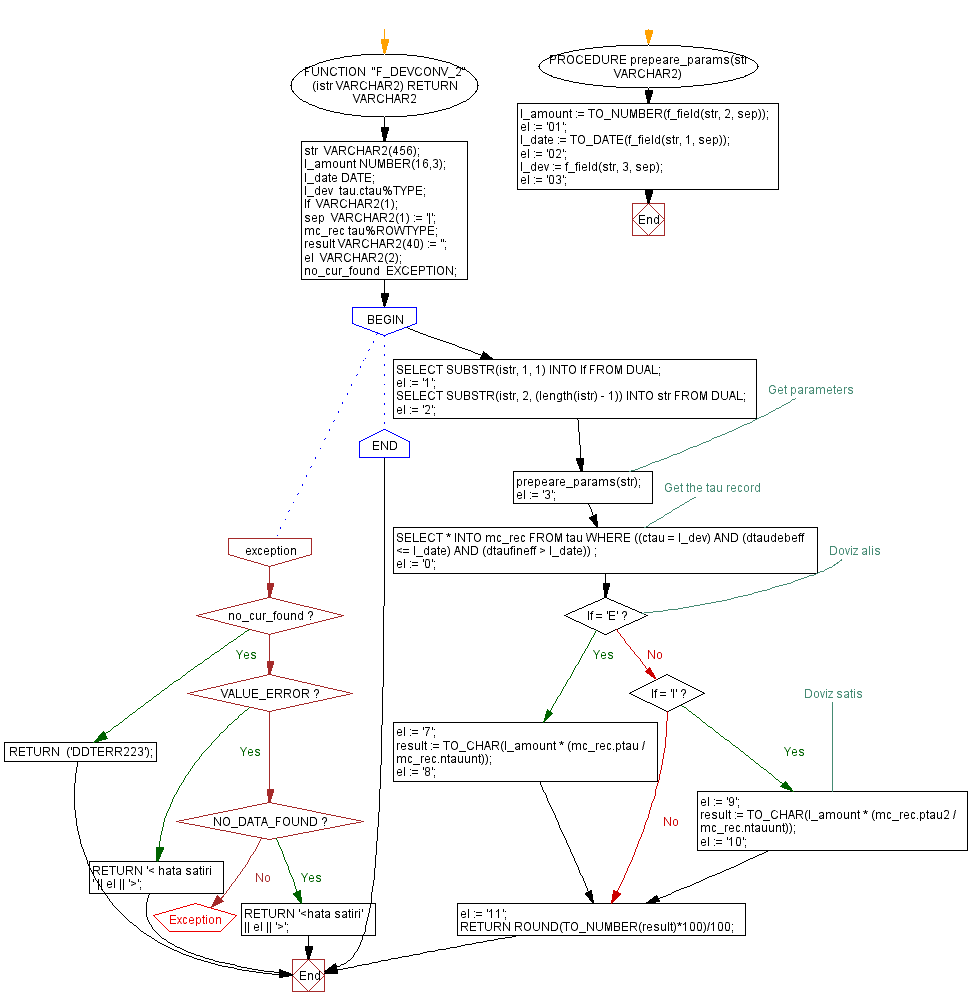 FUNCTION "F_DEVCONV_2"
(istr VARCHAR2) RETURN
VARCHAR2
PROCEDURE prepeare_params(str
VARCHAR2)
l_amount := TO_NUMBER(f_field(str, 2, sep));
el := '01';
l_date := TO_DATE(f_field(str, 1, sep));
el := '02';
l_dev := f_field(str, 3, sep);
el := '03';
End
str VARCHAR2(456);
l_amount NUMBER(16,3);
l_date DATE;
l_dev tau.ctau%TYPE;
lf VARCHAR2(1);
sep VARCHAR2(1) := '|';
mc_rec tau%ROWTYPE;
result VARCHAR2(40) := '';
el VARCHAR2(2);
no_cur_found EXCEPTION;
BEGIN
SELECT SUBSTR(istr, 1, 1) INTO lf FROM DUAL;
el := '1';
SELECT SUBSTR(istr, 2, (length(istr) - 1)) INTO str FROM DUAL;
el := '2';
Get parameters
END
prepeare_params(str);
el := '3';
Get the tau record
SELECT * INTO mc_rec FROM tau WHERE ((ctau = l_dev) AND (dtaudebeff
<= l_date) AND (dtaufineff > l_date)) ;
el := '0';
Doviz alis
exception
no_cur_found ?
lf = 'E' ?
Yes
Yes
No
VALUE_ERROR ?
lf = 'I' ?
Doviz satis
RETURN ('DDTERR223');
Yes
el := '7';
result := TO_CHAR(l_amount * (mc_rec.ptau /
mc_rec.ntauunt));
el := '8';
Yes
el := '9';
result := TO_CHAR(l_amount * (mc_rec.ptau2 /
mc_rec.ntauunt));
el := '10';
NO_DATA_FOUND ?
No
RETURN '< hata satiri
' || el || '>';
No
Yes
Exception
RETURN '<hata satiri'
|| el || '>';
el := '11';
RETURN ROUND(TO_NUMBER(result)*100)/100;
End